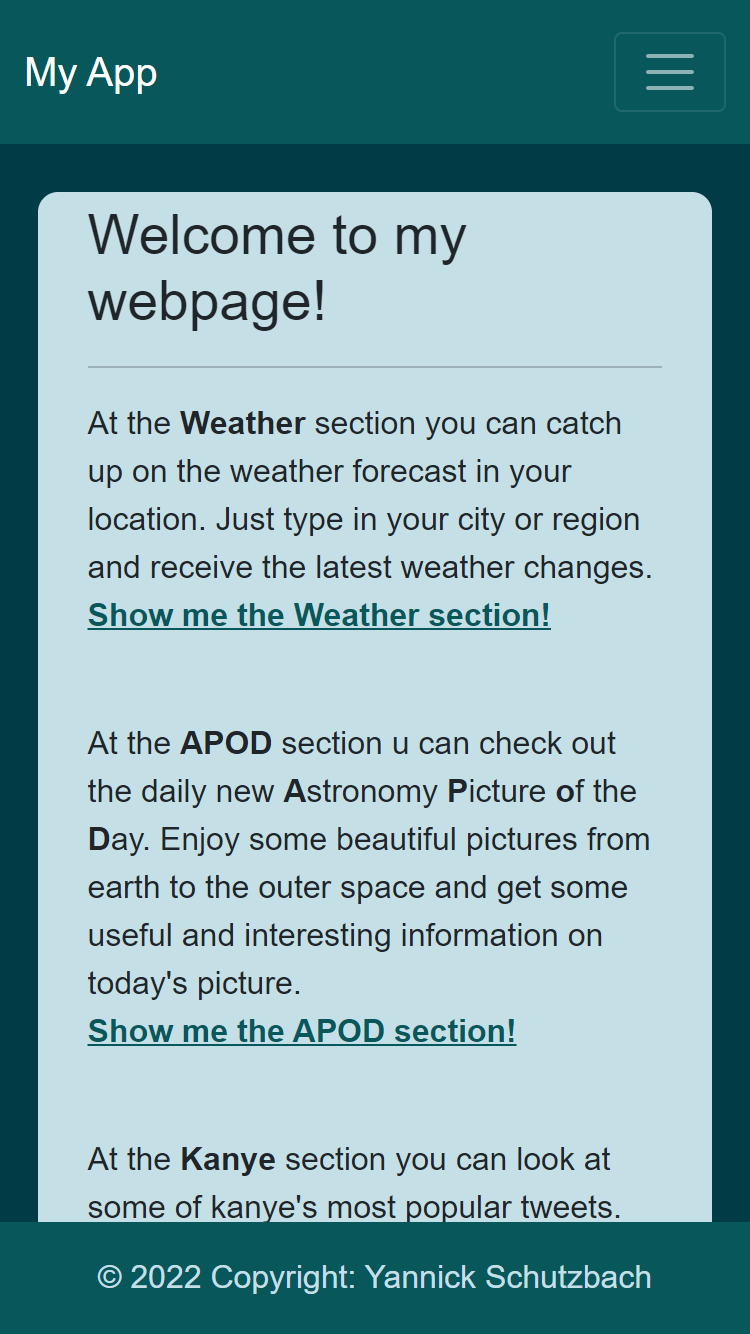 My App
Welcome to my
webpage!
At the Weather section you can catch
up on the weather forecast in your
location. Just type in your city or region
and receive the latest weather changes.
Show me the Weather section!
At the APOD section u can check out
the daily new Astronomy Picture of the
Day. Enjoy some beautiful pictures from
earth to the outer space and get some
useful and interesting information on
today's picture.
Show me the APOD section!
At the Kanye section you can look at
some of kanye's most popular tweets.
© 2022 Copyright: Yannick Schutzbach